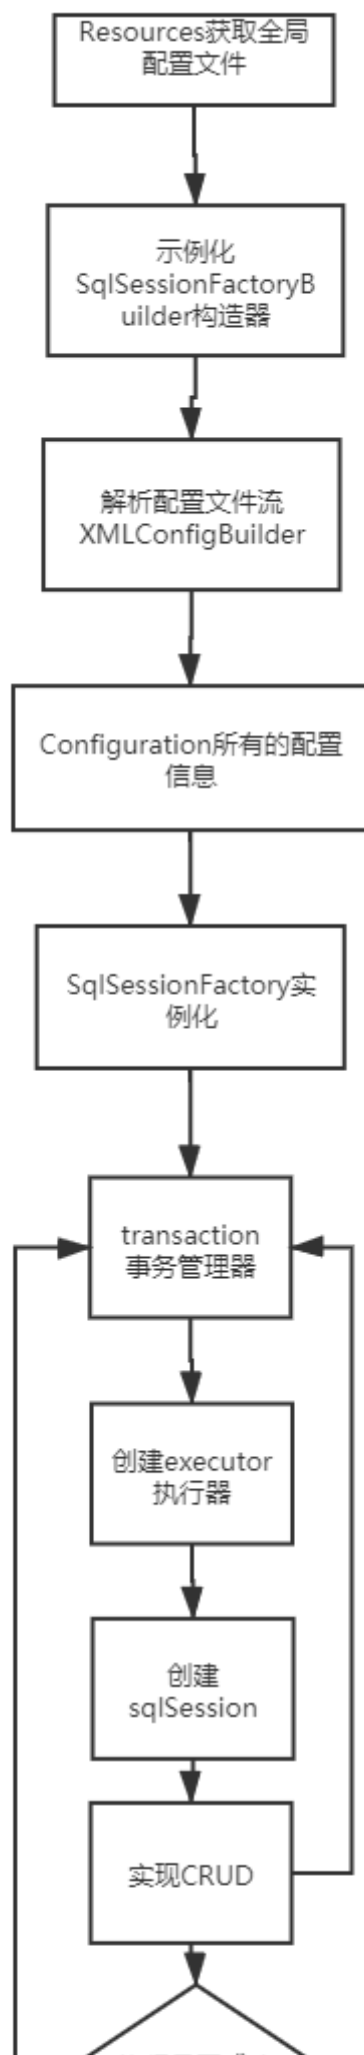 Resources获取全局
配置文件
示例化
SqlSessionFactoryB
uilder构造器
解析配置文件流
XMLConfigBuilder
Configuration所有的配置
信息
SqlSessionFactory实
例化
transaction
事务管理器
创建executor
执行器
创建
sqlSession
实现CRUD